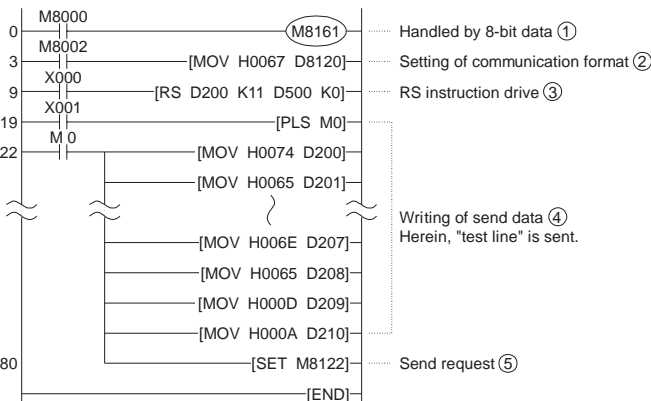 M8000
0 M8161 Handled by 8-bit data ①
M8002
3 [MOV H0067 D8120] Setting of communication format ②
X000
9 [RS D200 K11 D500 K0] RS instruction drive ③
X001
19 [PLS M0]
M 0
22 [MOV H0074 D200]
[MOV H0065 D201]
Writing of send data ④
Herein, "test line" is sent.
[MOV H006E D207]
[MOV H0065 D208]
[MOV H000D D209]
[MOV H000A D210]
80 [SET M8122] Send request ⑤
[END]